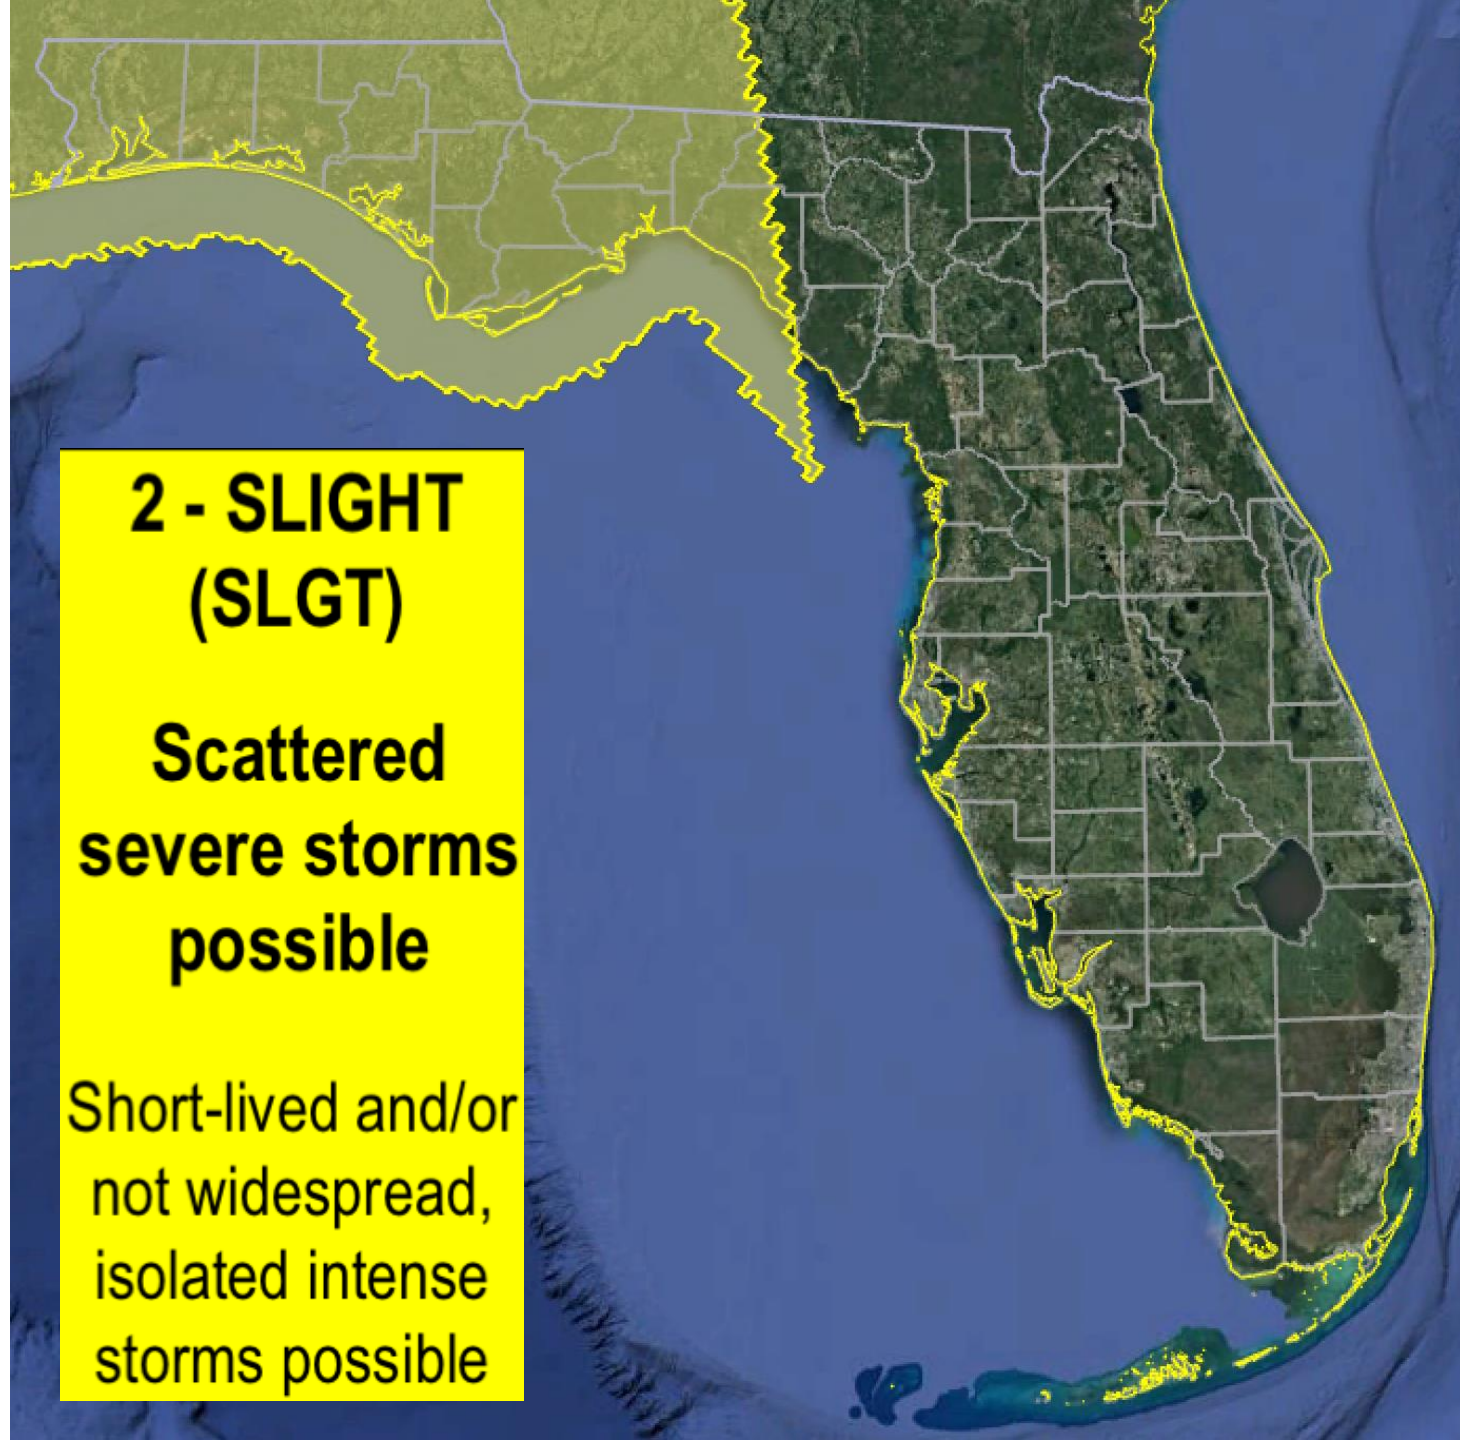 2 - SLIGHT
(SLGT)
Scattered
severe storms
possible
Short-lived and/or
not widespread,
isolated intense
storms possible